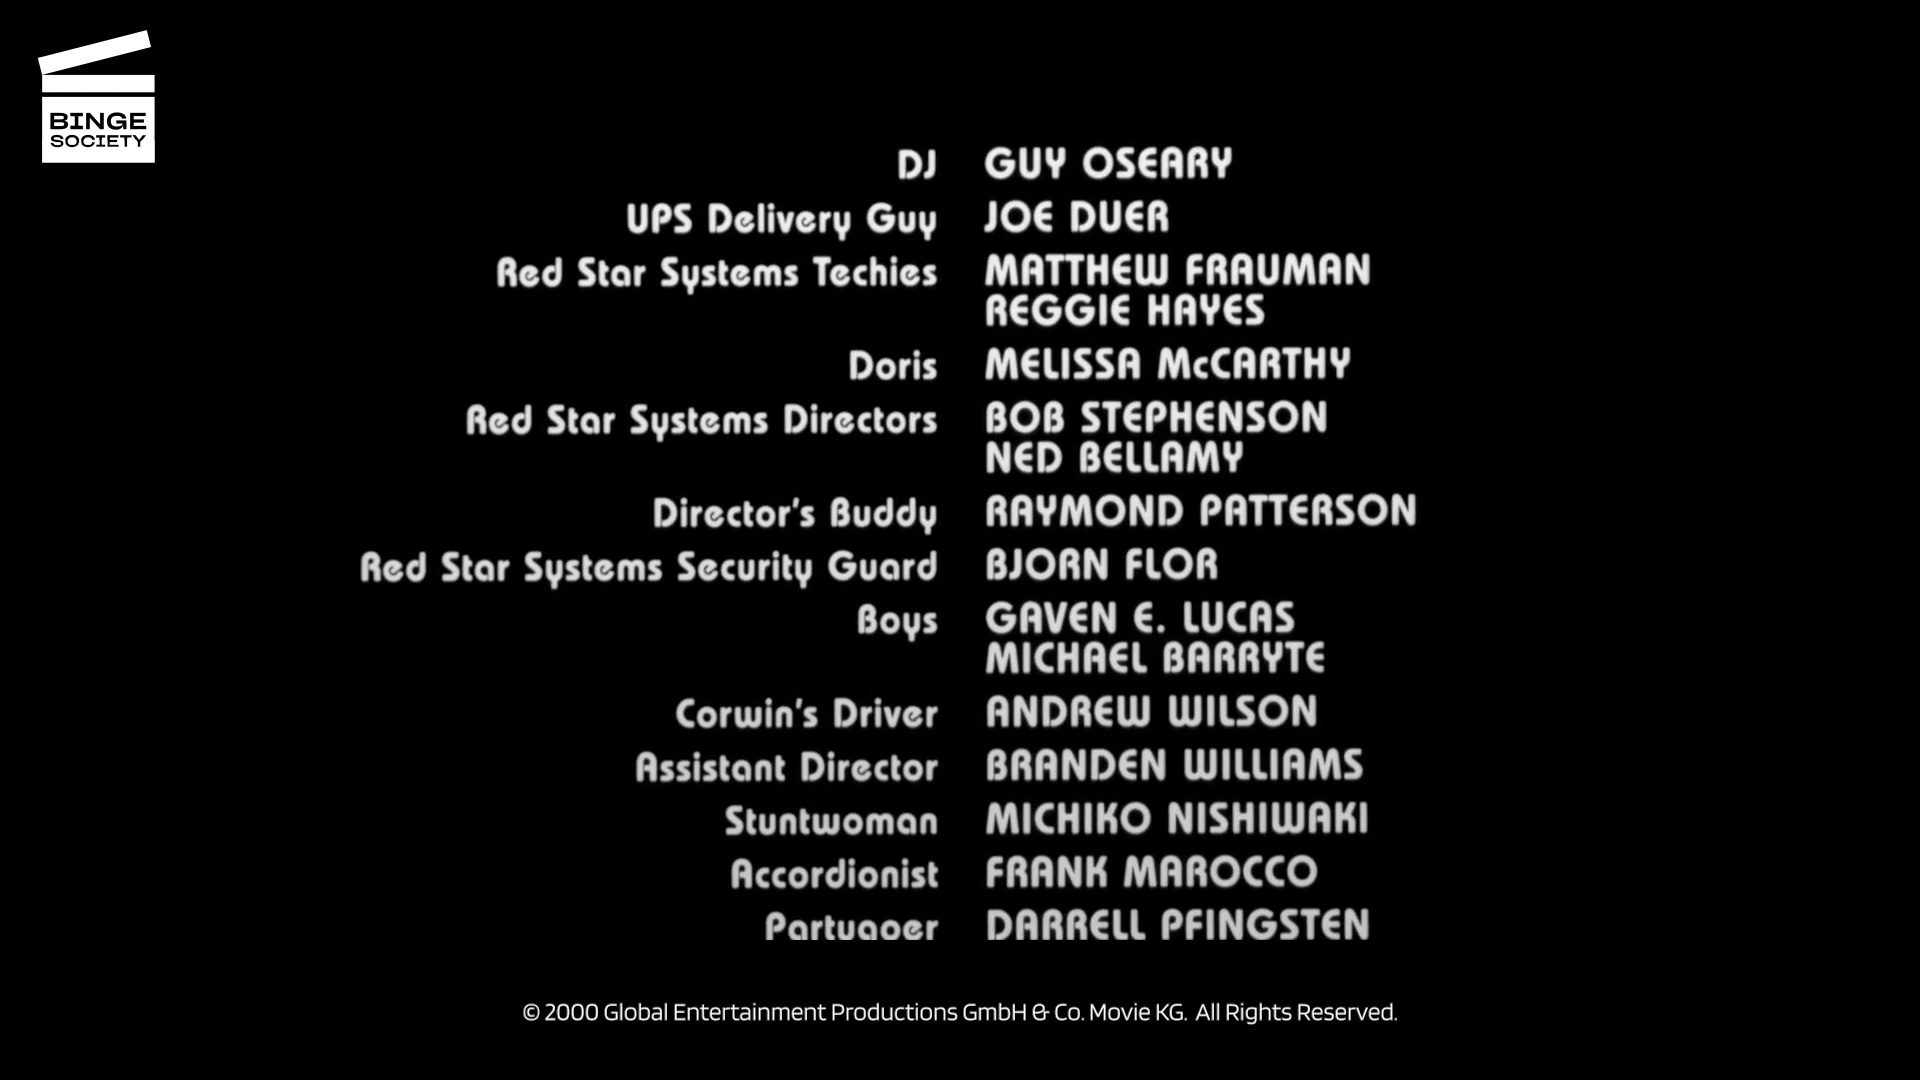 BINGE
SOCIETY
DJ GUY OSEARY
UPS Delivery Guy JOE DUER
Red Star Systems Techies MATTHEW FRAUMAN
REGGIE HAYES
Doris MELISSA McCARTHY
Red Star Systems Directors BOB STEPHENSON
NED BELLAMY
Director's Buddy RAYMOND PATTERSON
Red Star Systems Security Guard BJORN FLOR
Boys GAVEN E. LUCAS
MICHAEL BARRYTE
Corwin's Driver ANDREW WILSON
Assistant Director BRANDEN WILLIAMS
Stuntwoman MICHIKO NISHIWAKI
Accordionist FRANK MAROCCO
Partygoer DARRELL PFINGSTEN
© 2000 Global Entertainment Productions GmbH & Co. Movie KG. All Rights Reserved.